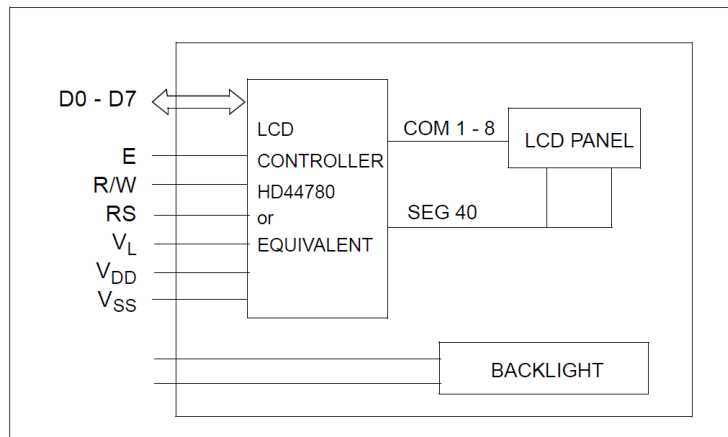 D0 - D7
E
R/W
RS
VL
VDD
VSS
LCD
CONTROLLER
HD44780
or
EQUIVALENT
COM 1 - 8
SEG 40
LCD PANEL
BACKLIGHT